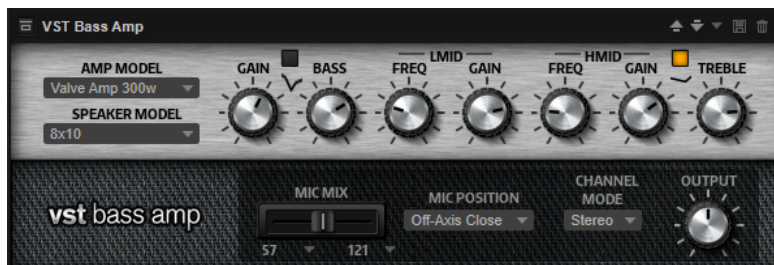 VST Bass Amp
AMP MODEL
Valve Amp 300w
SPEAKER MODEL
8x10
GAIN
BASS
LMID
FREQ
GAIN
HMID
FREQ
GAIN
TREBLE
vst bass amp
MIC MIX
57
121
MIC POSITION
Off-Axis Close
CHANNEL
MODE
Stereo
OUTPUT